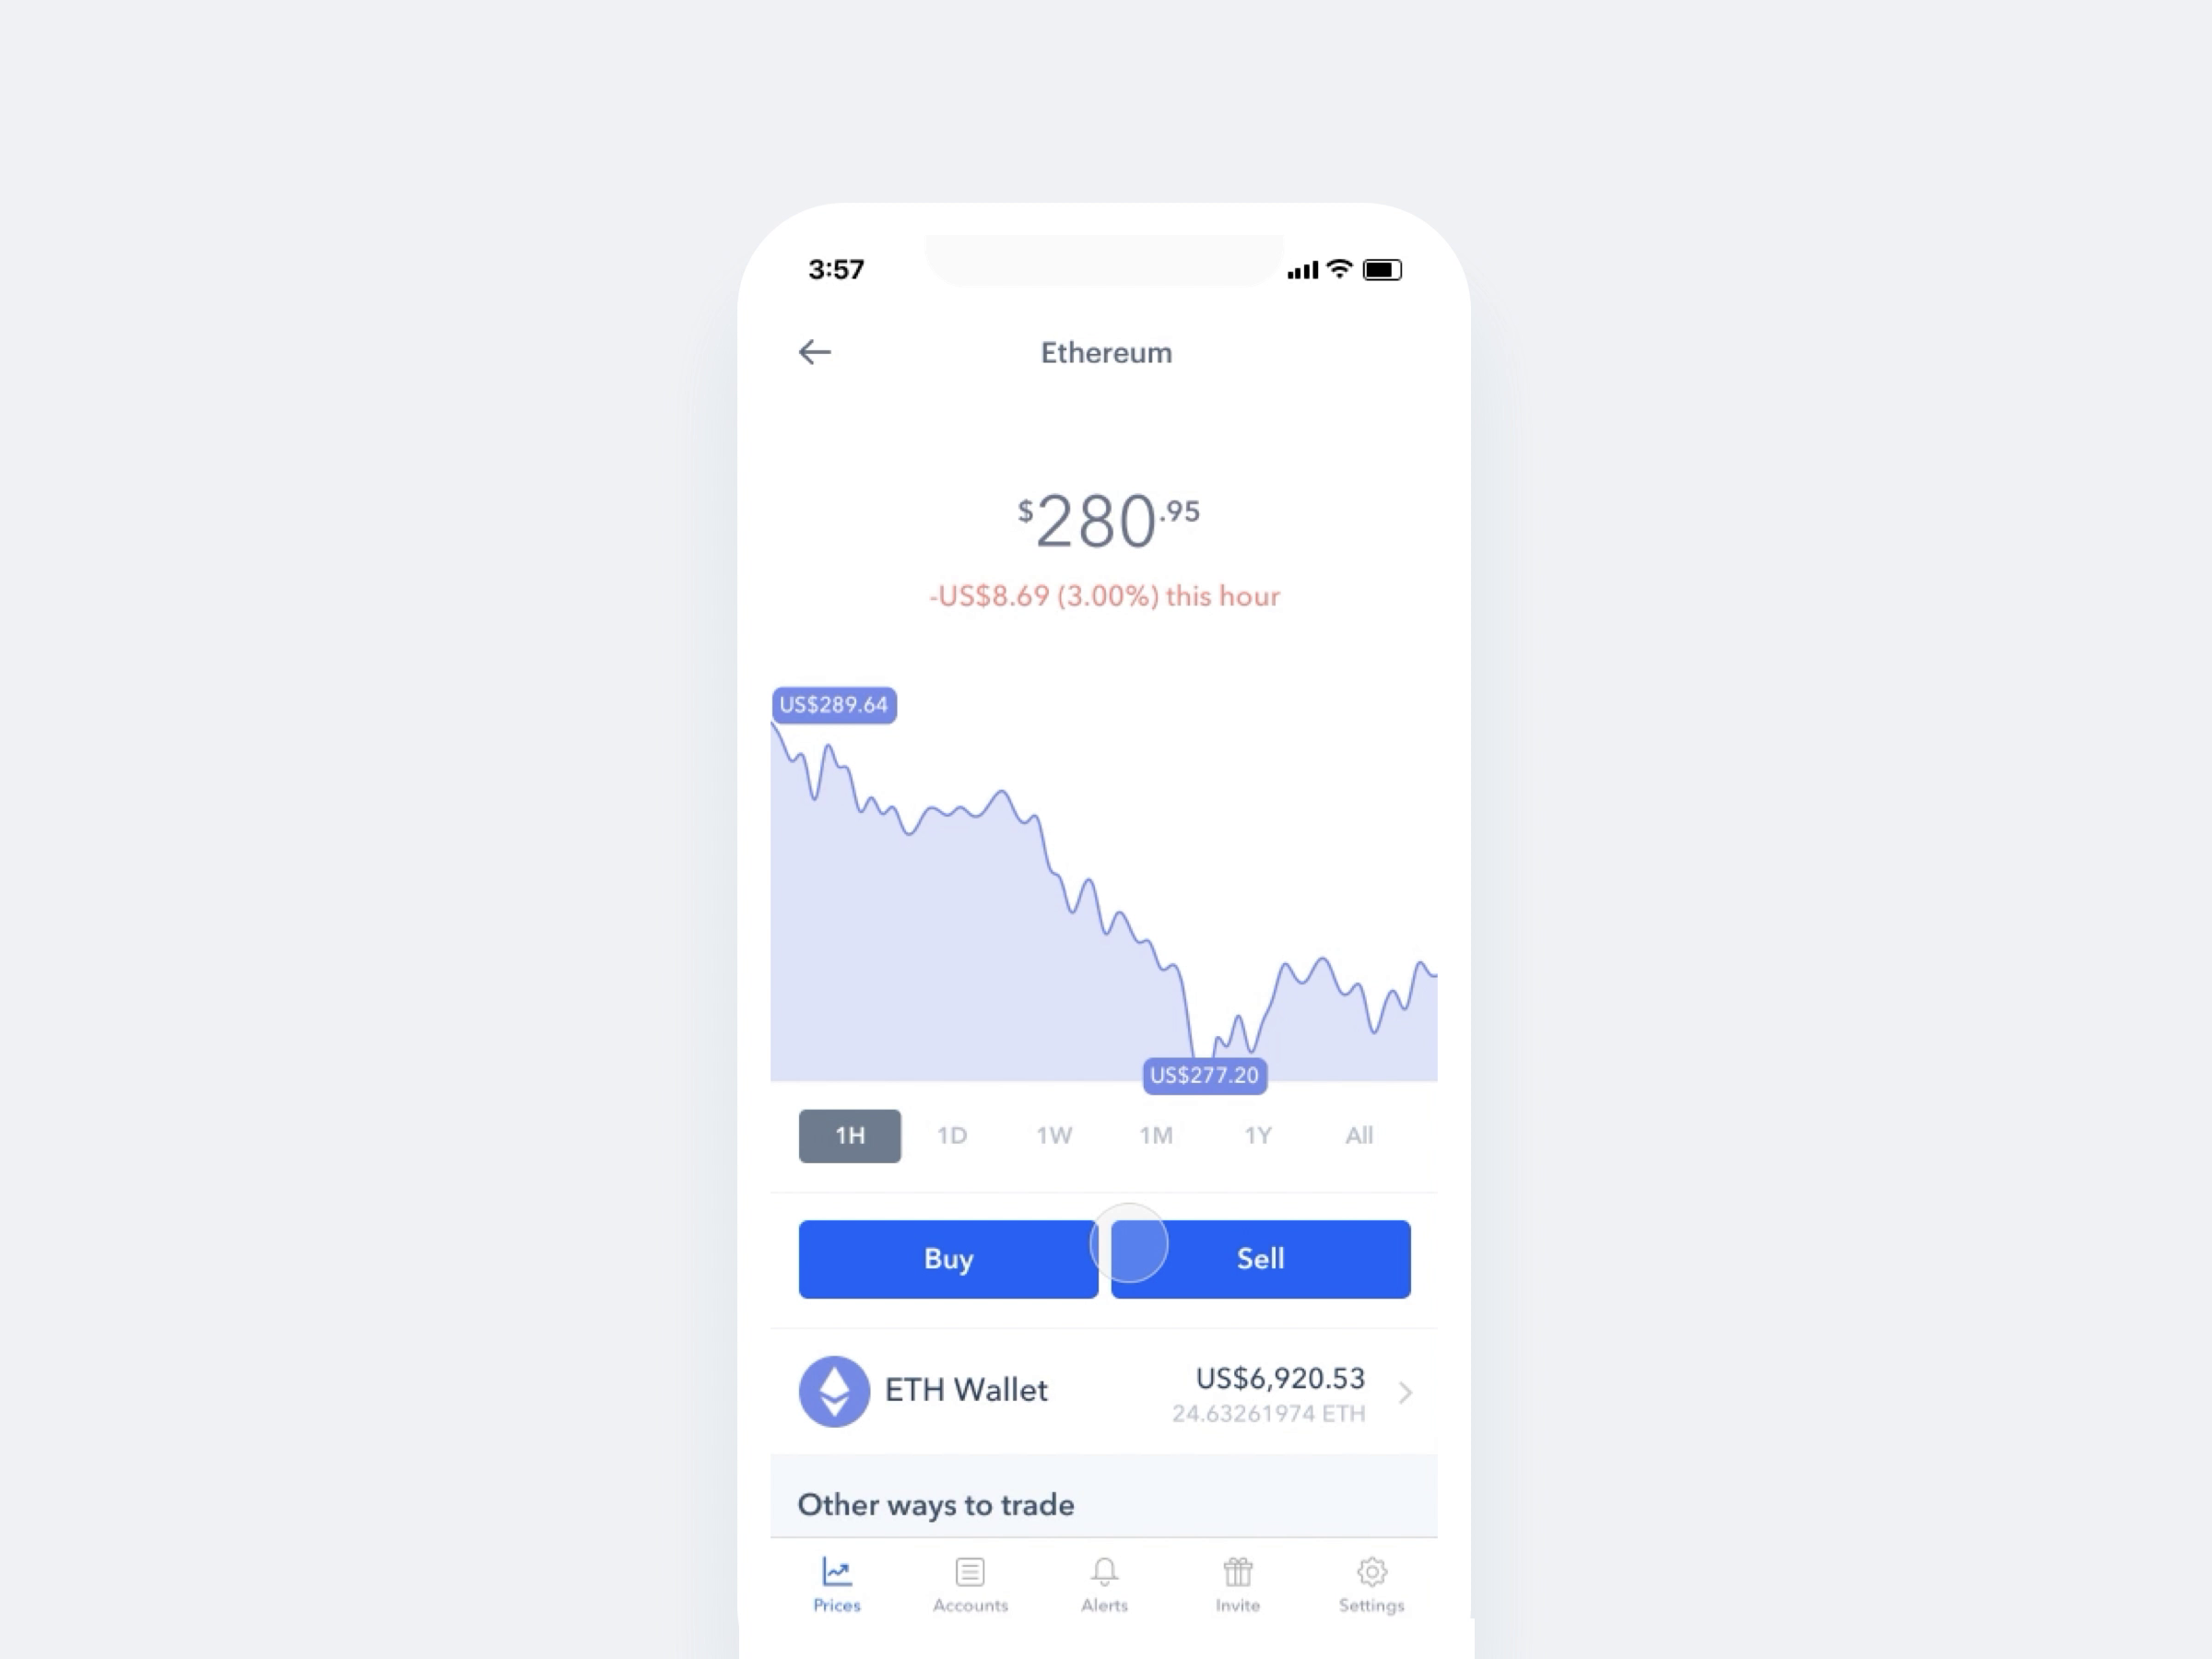 3:57
Ethereum
$280.95
-US$8.69 (3.00%) this hour
US$289.64
US$277.20
1H 1D 1W 1M 1Y All
Buy Sell
ETH Wallet US$6,920.53
24.63261974 ETH
Other ways to trade
Prices Accounts Alerts Invite Settings